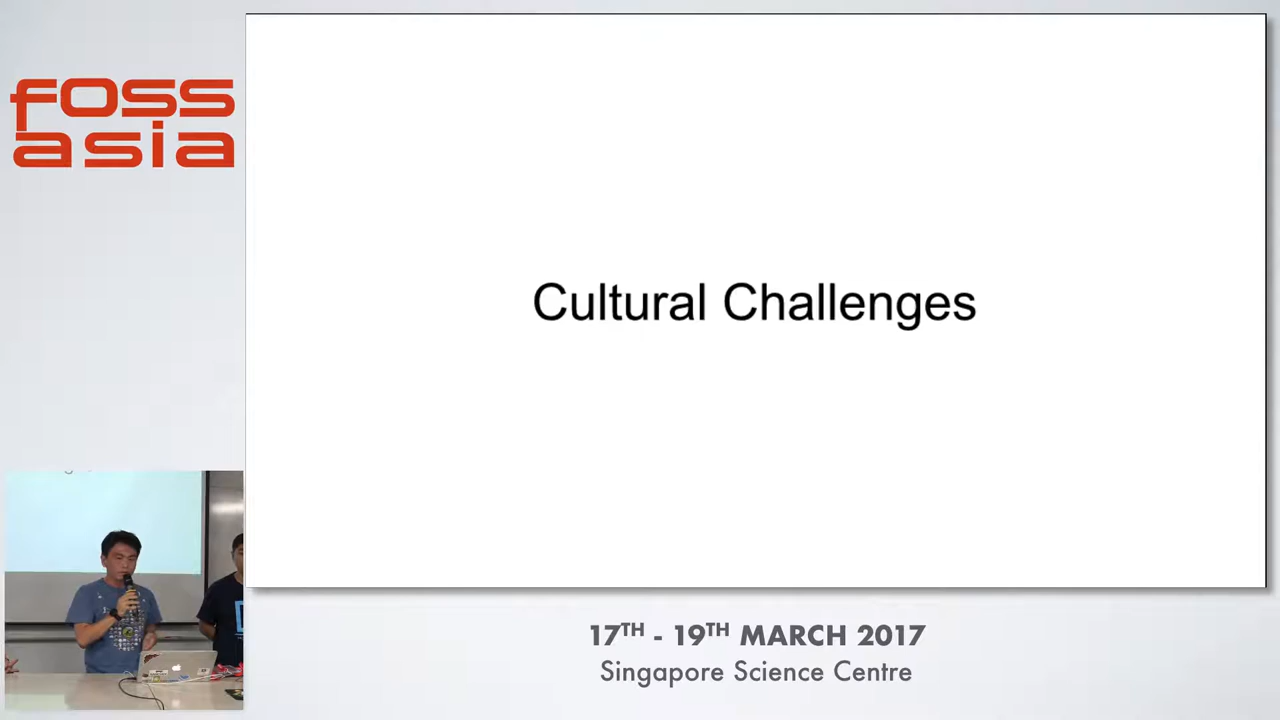 foss
asia
Cultural Challenges
17TH - 19TH MARCH 2017
Singapore Science Centre